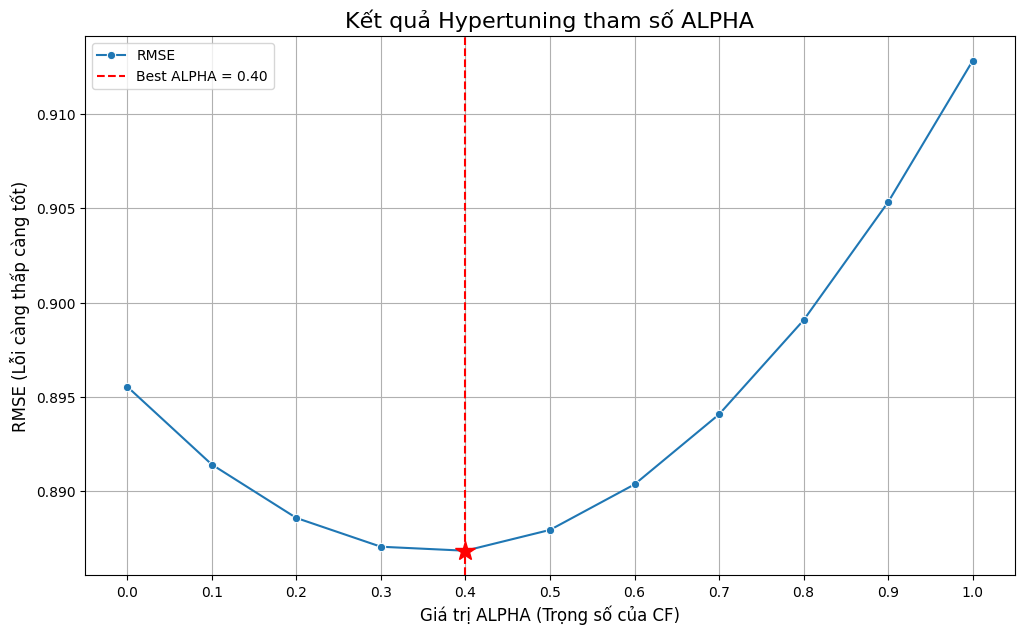 Kết quả Hypertuning tham số ALPHA
RMSE
Best ALPHA = 0.40
RMSE (Lỗi càng thấp càng tốt)
0.910
0.905
0.900
0.895
0.890
0.0 0.1 0.2 0.3 0.4 0.5 0.6 0.7 0.8 0.9 1.0
Giá trị ALPHA (Trọng số của CF)